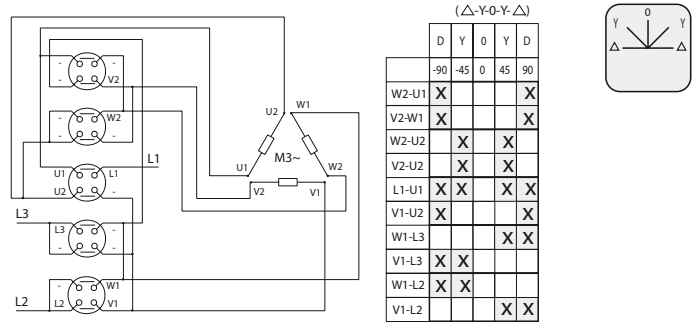 (△-Y-0-Y-△)
D Y 0 Y D
-90 -45 0 45 90
W2-U1 X X
V2-W1 X X
W2-U2 X X
V2-U2 X X
L1-U1 X X X X
V1-U2 X X
W1-L3 X X
V1-L3 X X
W1-L2 X X
V1-L2 X X
0
Y Y
△ △
- -
- V2
- W2
- -
L1
U1 L1
U2 -
L3
L3 -
- -
- W1
L2 L2 V1
U2 W1
U1 M3~ W2
V2 V1